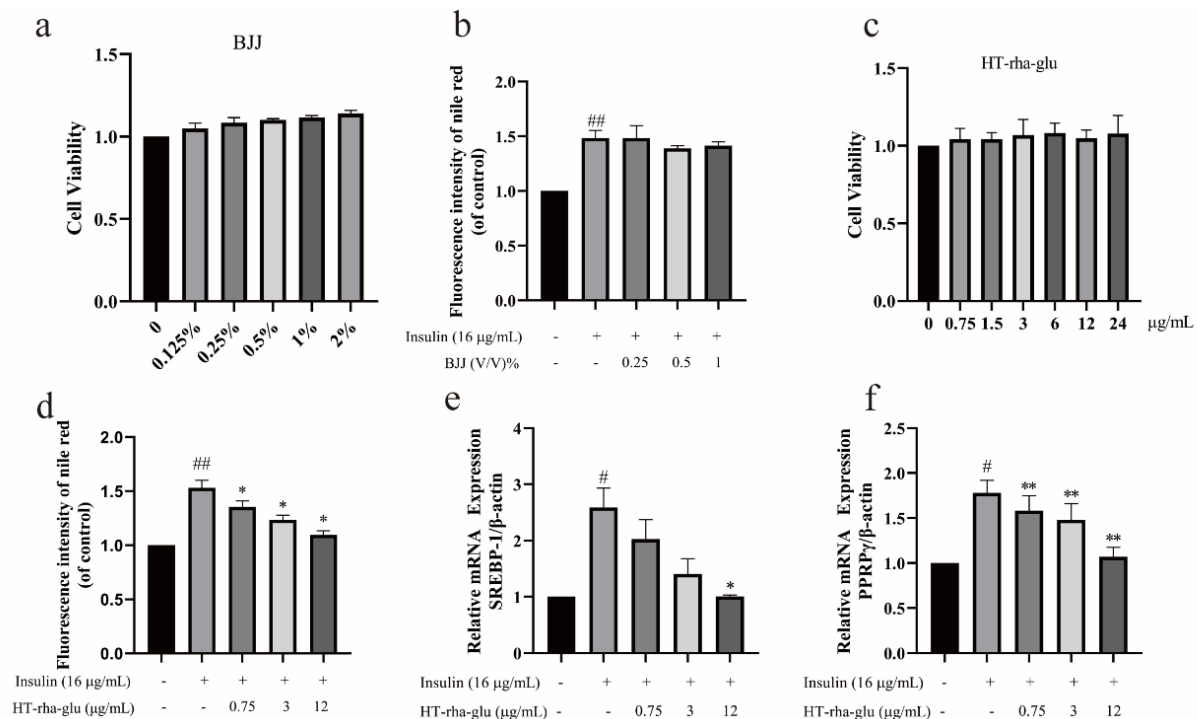 a
BJJ
Cell Viability
1.5
1.0
0.5
0.0
0 0.125% 0.25% 0.5% 1% 2%
b
Fluorescence intensity of nile red
(of control)
2.0
1.5
1.0
0.5
0.0
##
Insulin (16 μg/mL) - + + + +
BJJ (V/V)% - - 0.25 0.5 1
c
HT-rha-glu
Cell Viability
1.5
1.0
0.5
0.0
0 0.75 1.5 3 6 12 24 μg/mL
d
Fluorescence intensity of nile red
(of control)
2.0
1.5
1.0
0.5
0.0
## * * *
Insulin (16 μg/mL) - + + + +
HT-rha-glu (μg/mL) - - 0.75 3 12
e
Relative mRNA Expression
SREBP-1/β-actin
4
3
2
1
0
# *
Insulin (16 μg/mL) - + + + +
HT-rha-glu (μg/mL) - - 0.75 3 12
f
Relative mRNA Expression
PPRPγ/β-actin
2.5
2.0
1.5
1.0
0.5
0.0
# ** ** **
Insulin (16 μg/mL) - + + + +
HT-rha-glu (μg/mL) - - 0.75 3 12